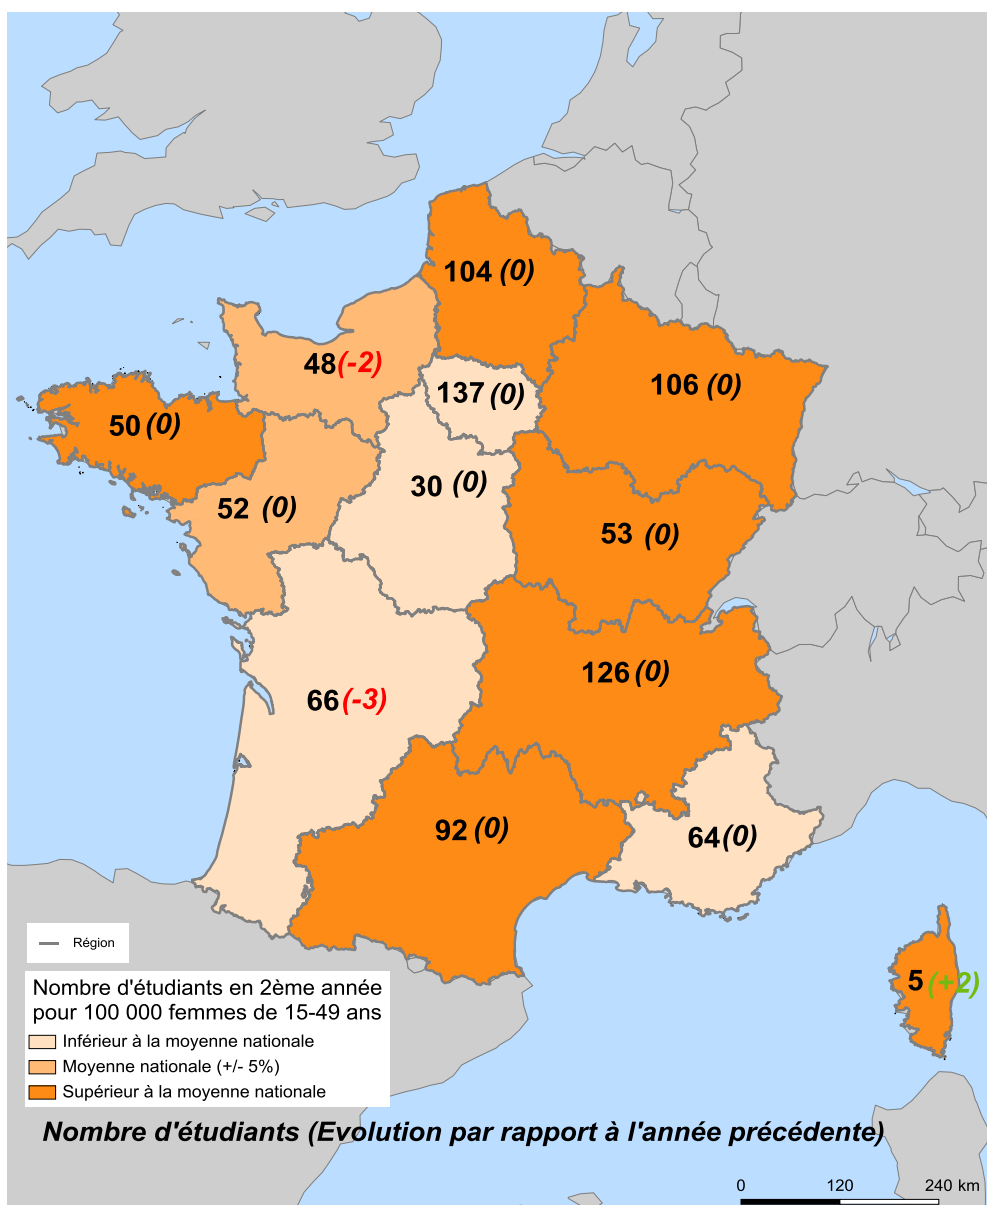 104 (0)
48(-2)
137 (0)
106 (0)
50 (0)
30 (0)
52 (0)
53 (0)
126 (0)
66 (-3)
92 (0)
64(0)
5 (+2)
Région
Nombre d'étudiants en 2ème année
pour 100 000 femmes de 15-49 ans
Inférieur à la moyenne nationale
Moyenne nationale (+/- 5%)
Supérieur à la moyenne nationale
Nombre d'étudiants (Evolution par rapport à l'année précédente)
0 120 240 km